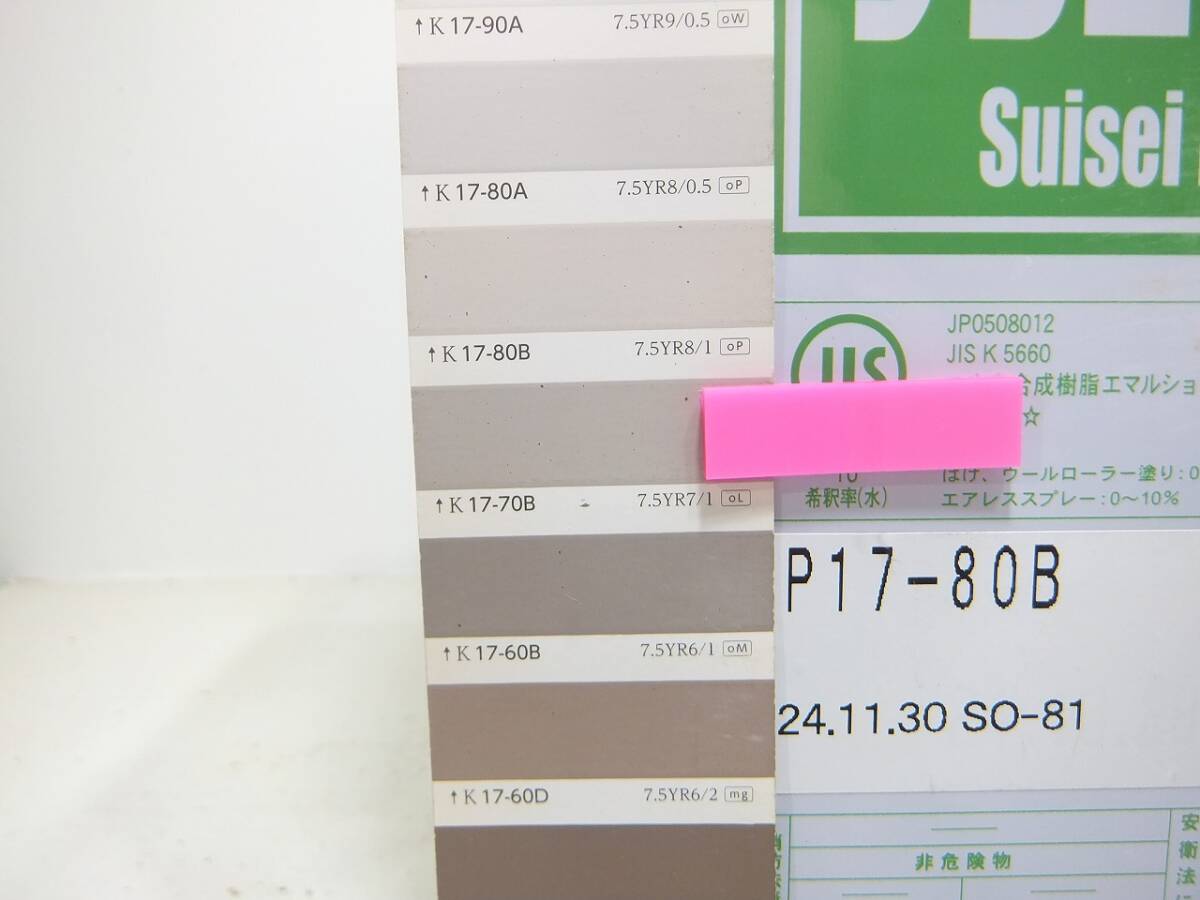 ↑K 17-90A 7.5YR9/0.5 oW
↑K 17-80A 7.5YR8/0.5 oP
↑K 17-80B 7.5YR8/1 oP
↑K 17-70B 7.5YR7/1 oL
↑K 17-60B 7.5YR6/1 oM
↑K 17-60D 7.5YR6/2 mg
Suisei
JIS
JP0508012
JIS K 5660
合成樹脂エマルショ
☆
はけ、ウールローラー塗り:0
希釈率(水) エアレススプレー:0～10%
P17-80B
24.11.30 SO-81
非危険物
安
衛
法